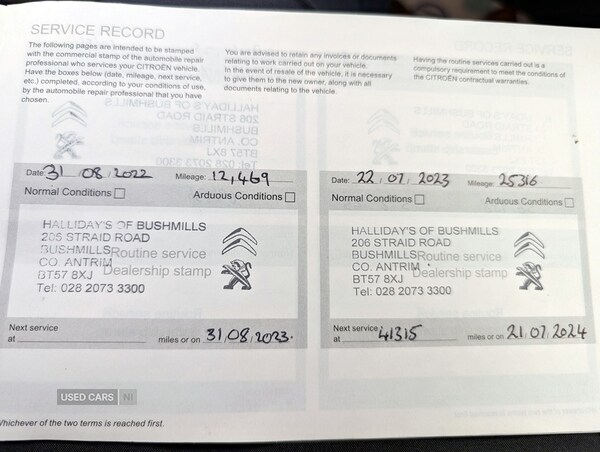 SERVICE RECORD
The following pages are intended to be stamped
with the commercial stamp of the automobile repair
professional who services your CITROËN vehicle.
Have the boxes below (date, mileage, next service,
etc.) completed, according to your conditions of use,
by the automobile repair professional that you have
chosen.
You are advised to retain any invoices or documents
relating to work carried out on your vehicle.
In the event of resale of the vehicle, it is necessary
to give them to the new owner, along with all
documents relating to the vehicle.
Having the routine services carried out is a
compulsory requirement to meet the conditions of
the CITROËN contractual warranties.
Date: 31 / 08 / 2022 Mileage: 12,469
Normal Conditions Arduous Conditions
HALLIDAY'S OF BUSHMILLS
206 STRAID ROAD
BUSHMILLS Routine service
CO. ANTRIM Dealership stamp
BT57 8XJ
Tel: 028 2073 3300
Next service
at miles or on 31/08/2023.
Date: 22 / 07 / 2023 Mileage: 25316
Normal Conditions Arduous Conditions
HALLIDAY'S OF BUSHMILLS
206 STRAID ROAD
BUSHMILLS Routine service
CO. ANTRIM Dealership stamp
BT57 8XJ
Tel: 028 2073 3300
Next service
at 41315 miles or on 21/07/2024
USED CARS NI
Whichever of the two terms is reached first.